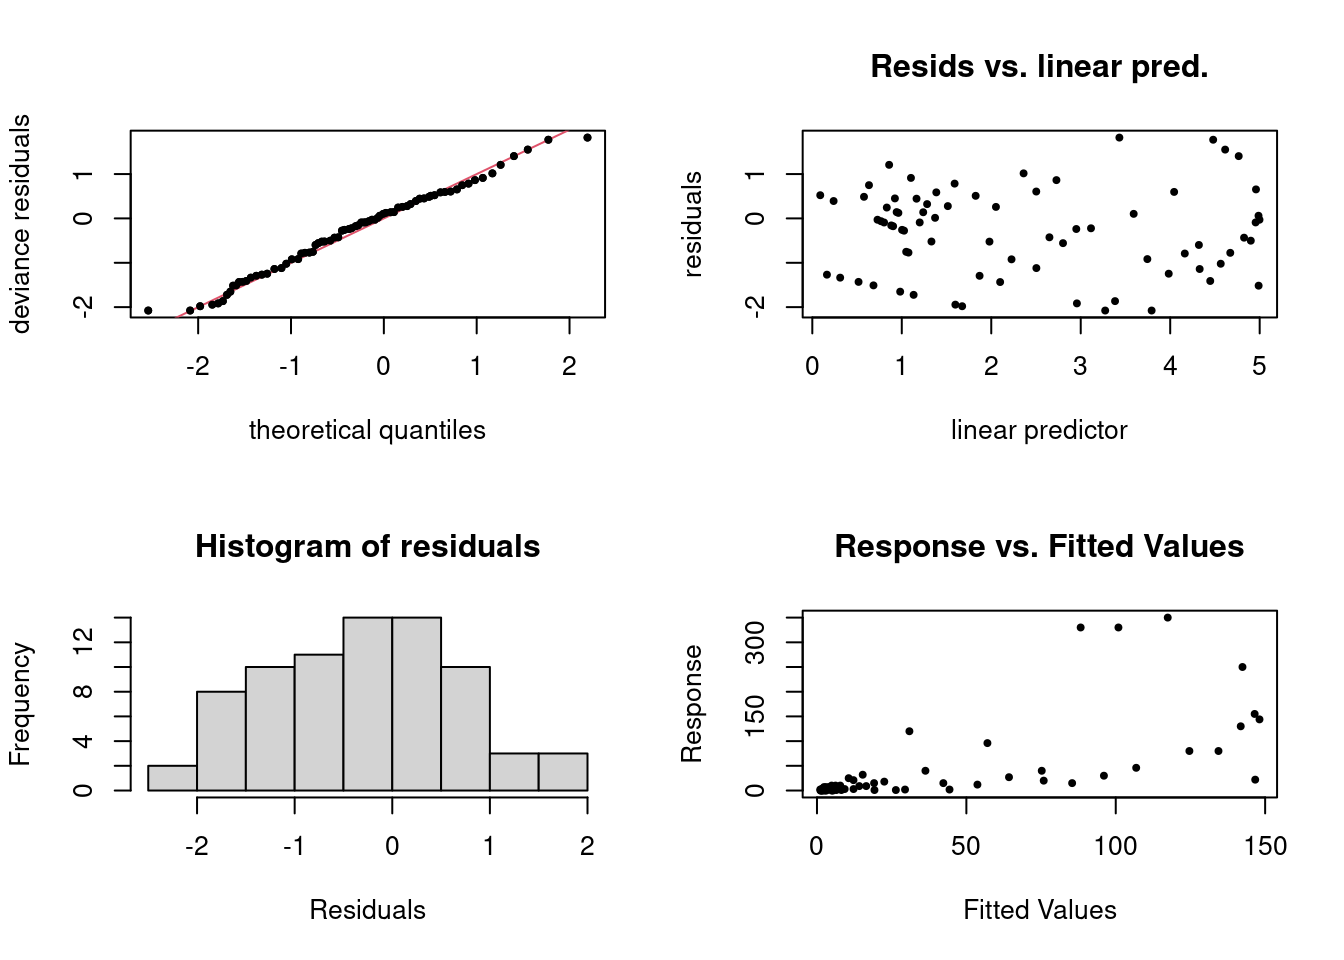 deviance residuals
1
0
-2
-2 -1 0 1 2
theoretical quantiles
Resids vs. linear pred.
residuals
1
0
-2
0 1 2 3 4 5
linear predictor
Histogram of residuals
Frequency
12
8
4
0
-2 -1 0 1 2
Residuals
Response vs. Fitted Values
Response
300
150
0
0 50 100 150
Fitted Values